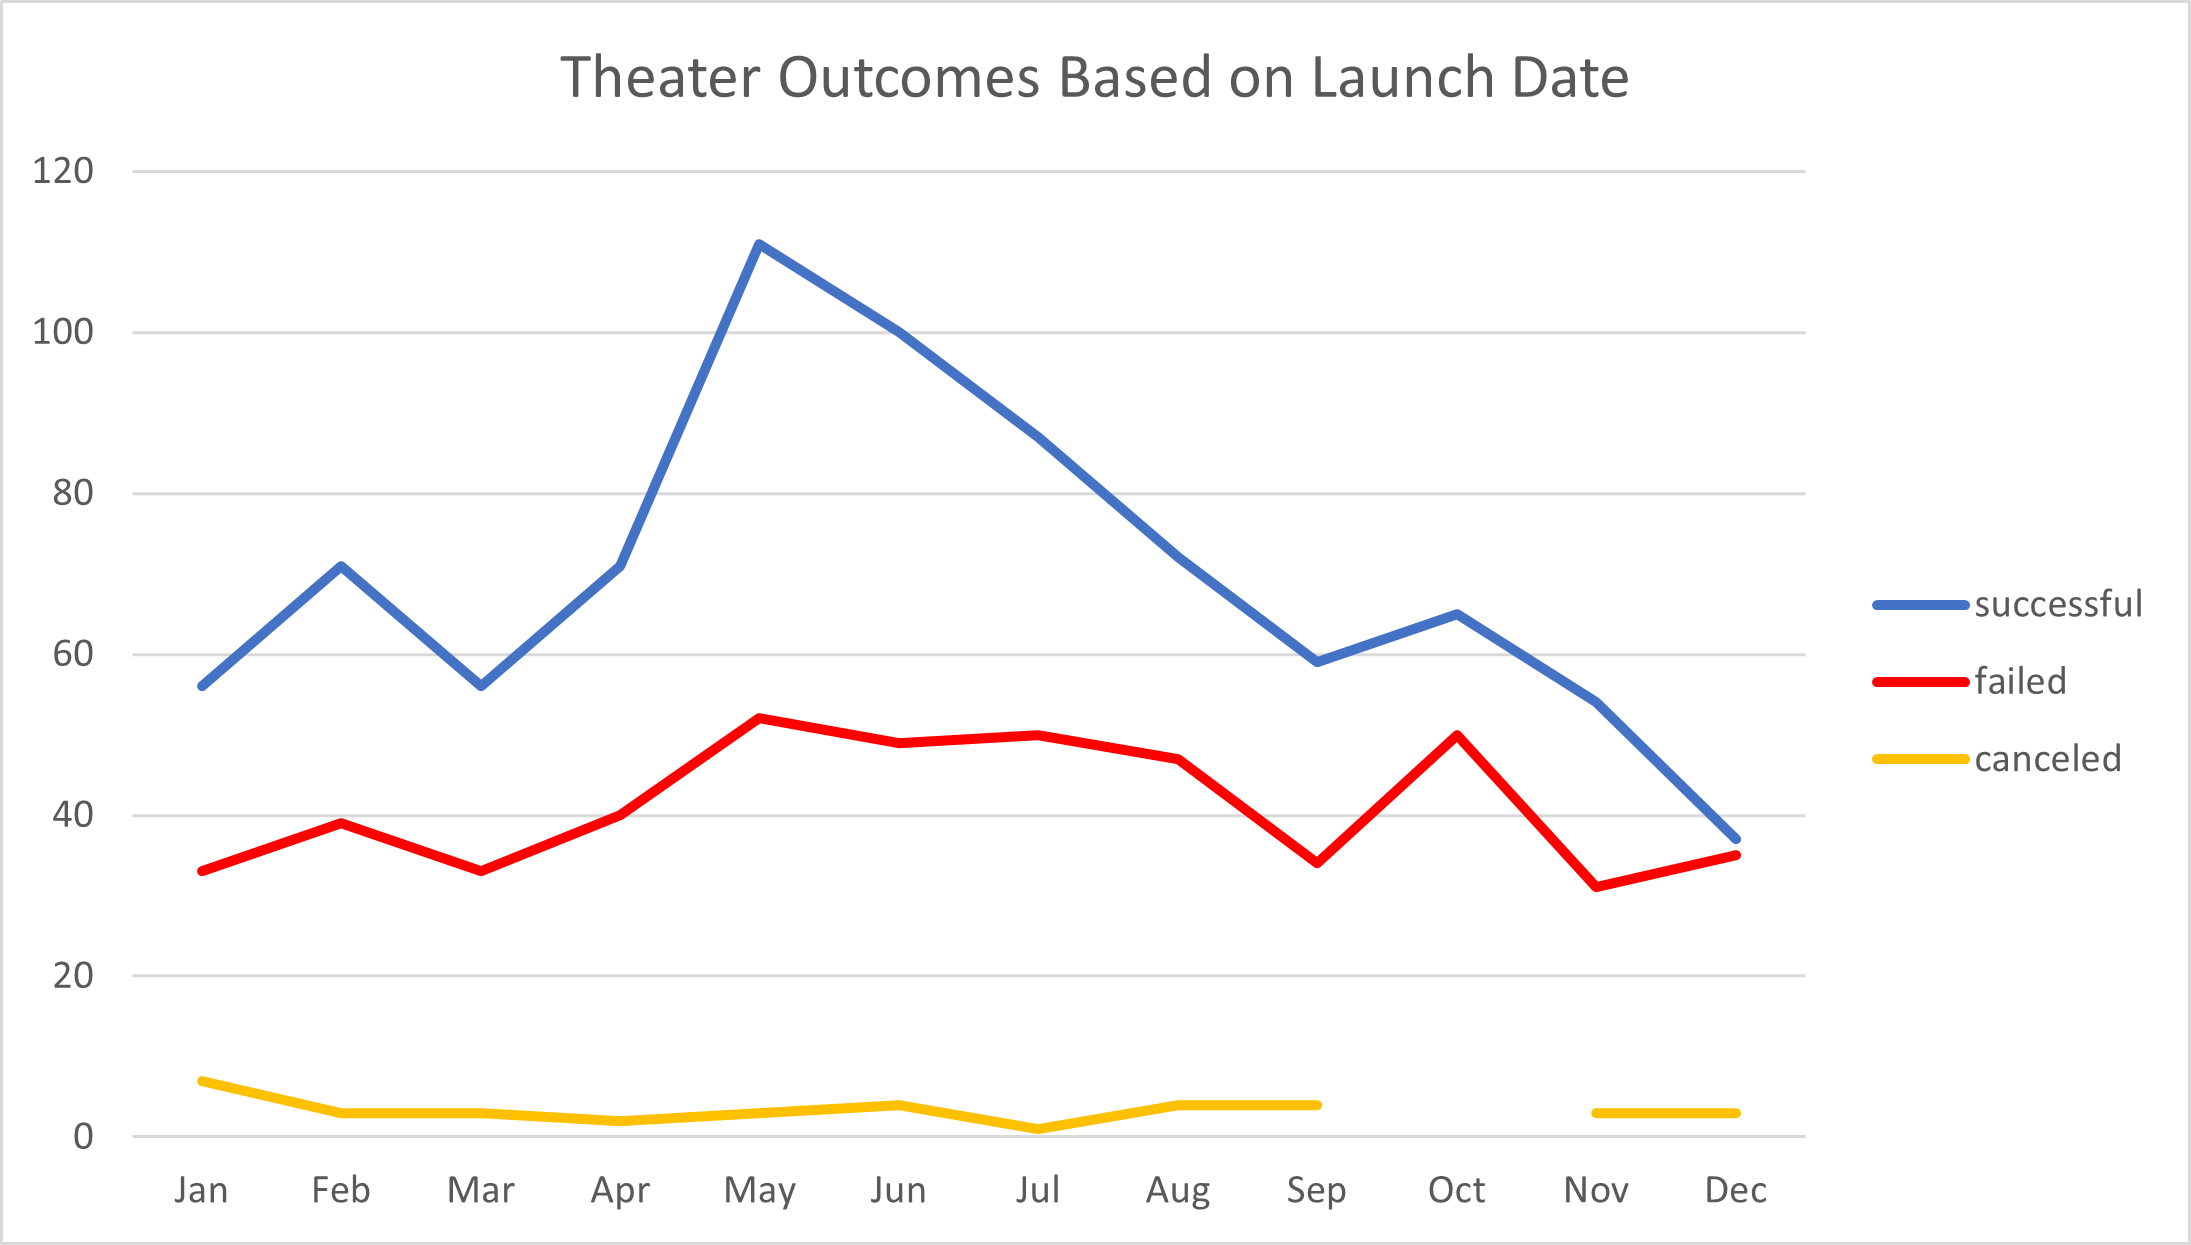 Theater Outcomes Based on Launch Date
120
100
80
60
40
20
0
Jan Feb Mar Apr May Jun Jul Aug Sep Oct Nov Dec
successful
failed
canceled